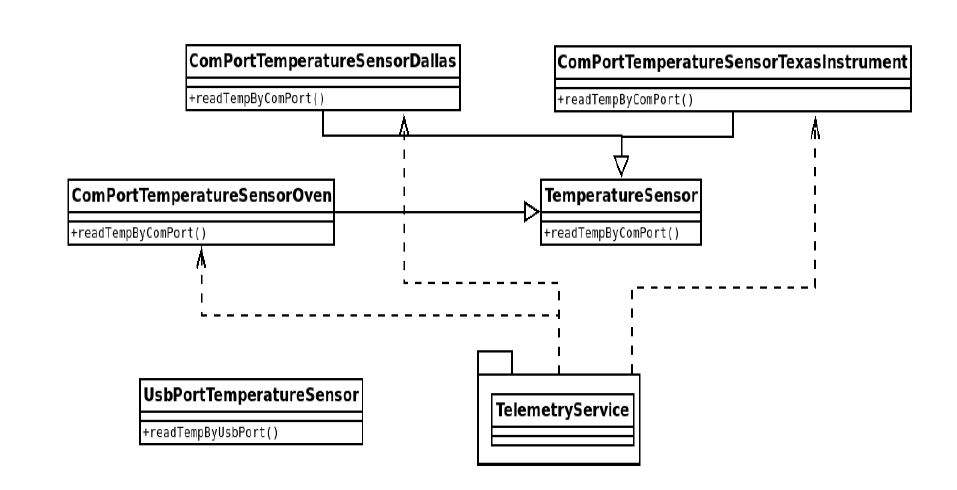 ComPortTemperatureSensorDallas
+readTempByComPort()
ComPortTemperatureSensorTexasInstrument
+readTempByComPort()
ComPortTemperatureSensorOven
+readTempByComPort()
TemperatureSensor
+readTempByComPort()
UsbPortTemperatureSensor
+readTempByUsbPort()
TelemetryService